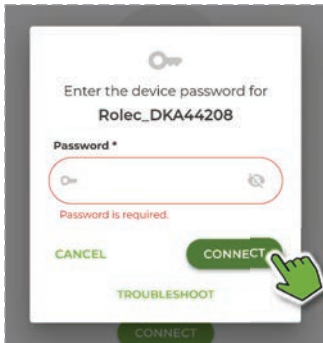 Enter the device password for
Rolec_DKA44208
Password *
Password is required.
CANCEL
CONNECT
TROUBLESHOOT
CONNECT